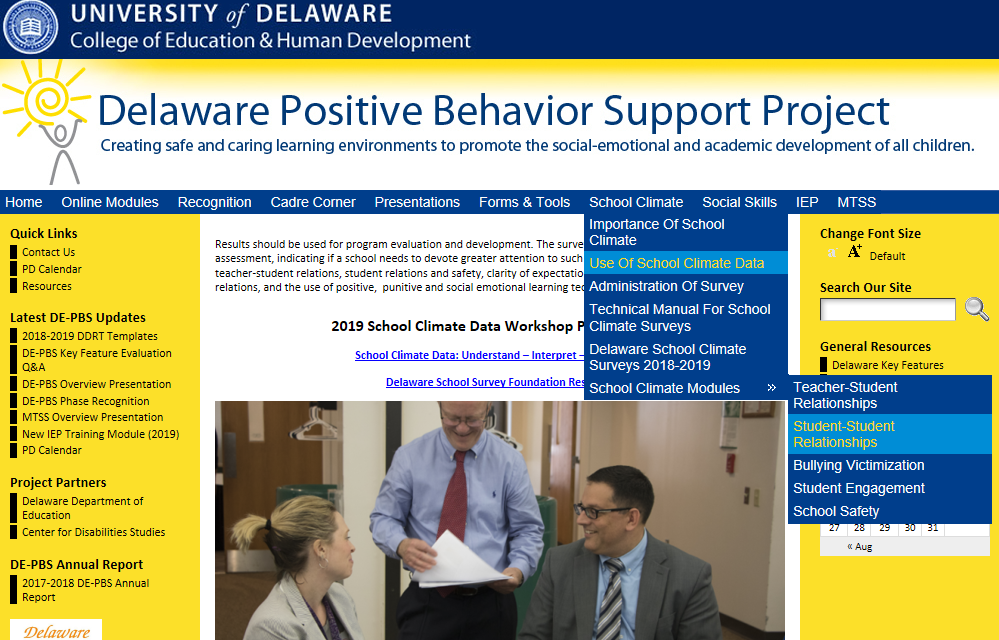 UNIVERSITY of DELAWARE
College of Education & Human Development
Delaware Positive Behavior Support Project
Creating safe and caring learning environments to promote the social-emotional and academic development of all children.
Home Online Modules Recognition Cadre Corner Presentations Forms & Tools School Climate Social Skills IEP MTSS
Quick Links
Contact Us
PD Calendar
Resources
Latest DE-PBS Updates
2018-2019 DDRT Templates
DE-PBS Key Feature Evaluation
Q&A
DE-PBS Overview Presentation
DE-PBS Phase Recognition
MTSS Overview Presentation
New IEP Training Module (2019)
PD Calendar
Project Partners
Delaware Department of
Education
Center for Disabilities Studies
DE-PBS Annual Report
2017-2018 DE-PBS Annual
Report
Delaware
Results should be used for program evaluation and development. The surve
assessment, indicating if a school needs to devote greater attention to such
teacher-student relations, student relations and safety, clarity of expectatio
relations, and the use of positive, punitive and social emotional learning te
2019 School Climate Data Workshop P
School Climate Data: Understand – Interpret –
Delaware School Survey Foundation Res
Importance Of School
Climate
Use Of School Climate Data
Administration Of Survey
Technical Manual For School
Climate Surveys
Delaware School Climate
Surveys 2018-2019
School Climate Modules »
Teacher-Student
Relationships
Student-Student
Relationships
Bullying Victimization
Student Engagement
School Safety
Change Font Size
a A+ Default
Search Our Site
General Resources
Delaware Key Features
27 28 29 30 31
« Aug